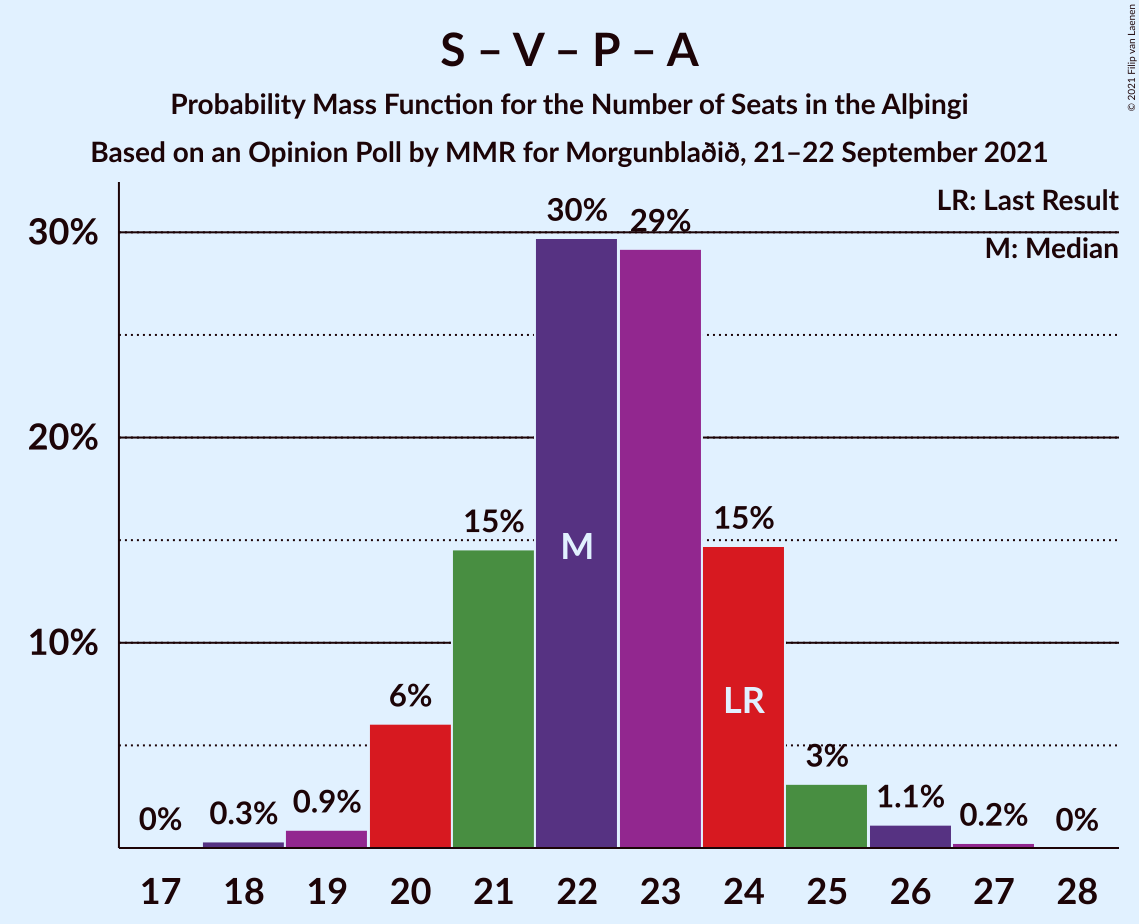 S – V – P – A
Probability Mass Function for the Number of Seats in the Alþingi
Based on an Opinion Poll by MMR for Morgunblaðið, 21–22 September 2021
© 2021 Filip van Laenen
LR: Last Result
M: Median
30%
20%
10%
0%
0.3%
0.9%
6%
15%
30%
29%
15%
3%
1.1%
0.2%
0%
M
LR
17 18 19 20 21 22 23 24 25 26 27 28